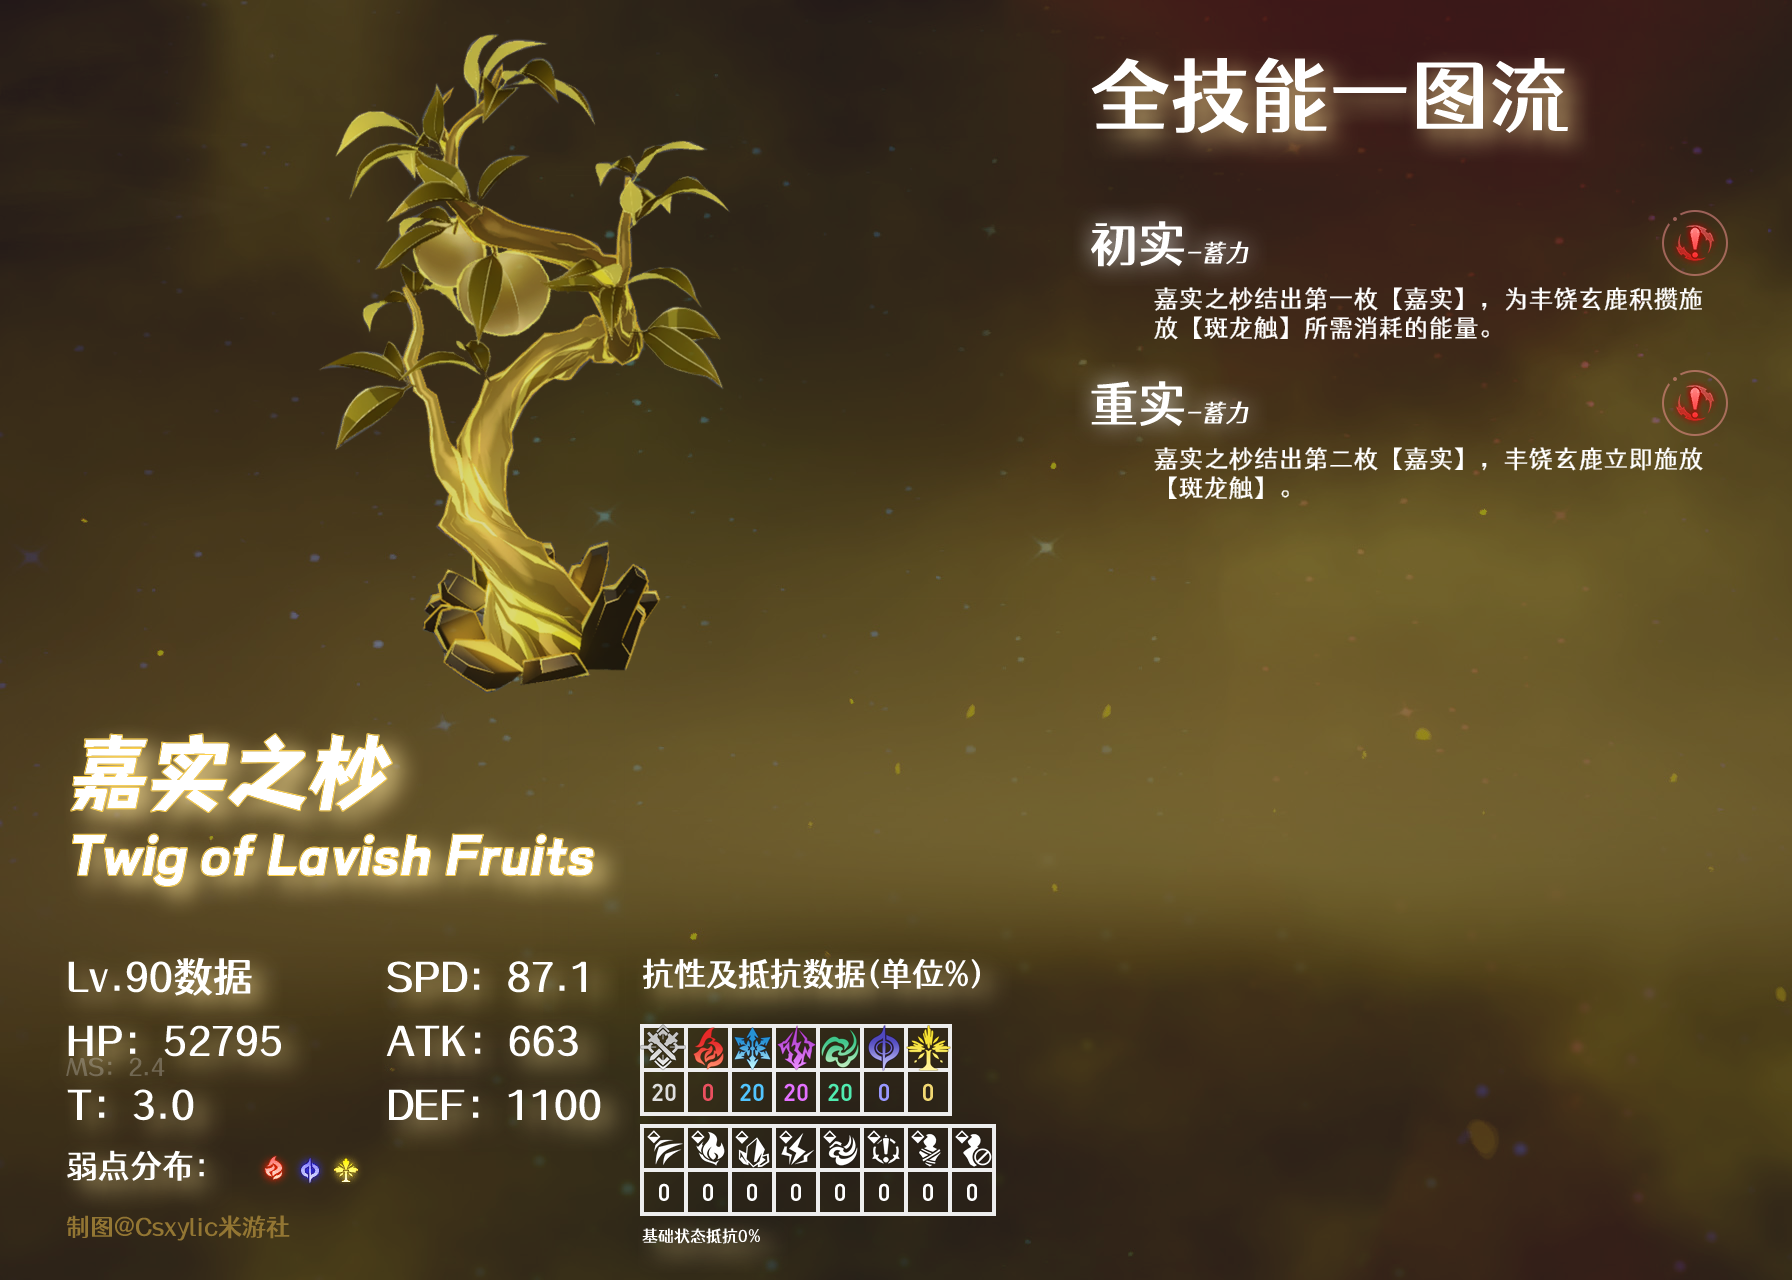 全技能一图流
初实-蓄力
嘉实之杪结出第一枚【嘉实】，为丰饶玄鹿积攒施
放【斑龙触】所需消耗的能量。
重实-蓄力
嘉实之杪结出第二枚【嘉实】，丰饶玄鹿立即施放
【斑龙触】。
嘉实之杪
Twig of Lavish Fruits
Lv.90数据
SPD: 87.1
HP: 52795
ATK: 663
MS: 2.4
T: 3.0
DEF: 1100
弱点分布:
制图@Csxylic米游社
抗性及抵抗数据(单位%)
20 0 20 20 20 0 0
0 0 0 0 0 0 0 0
基础状态抵抗0%